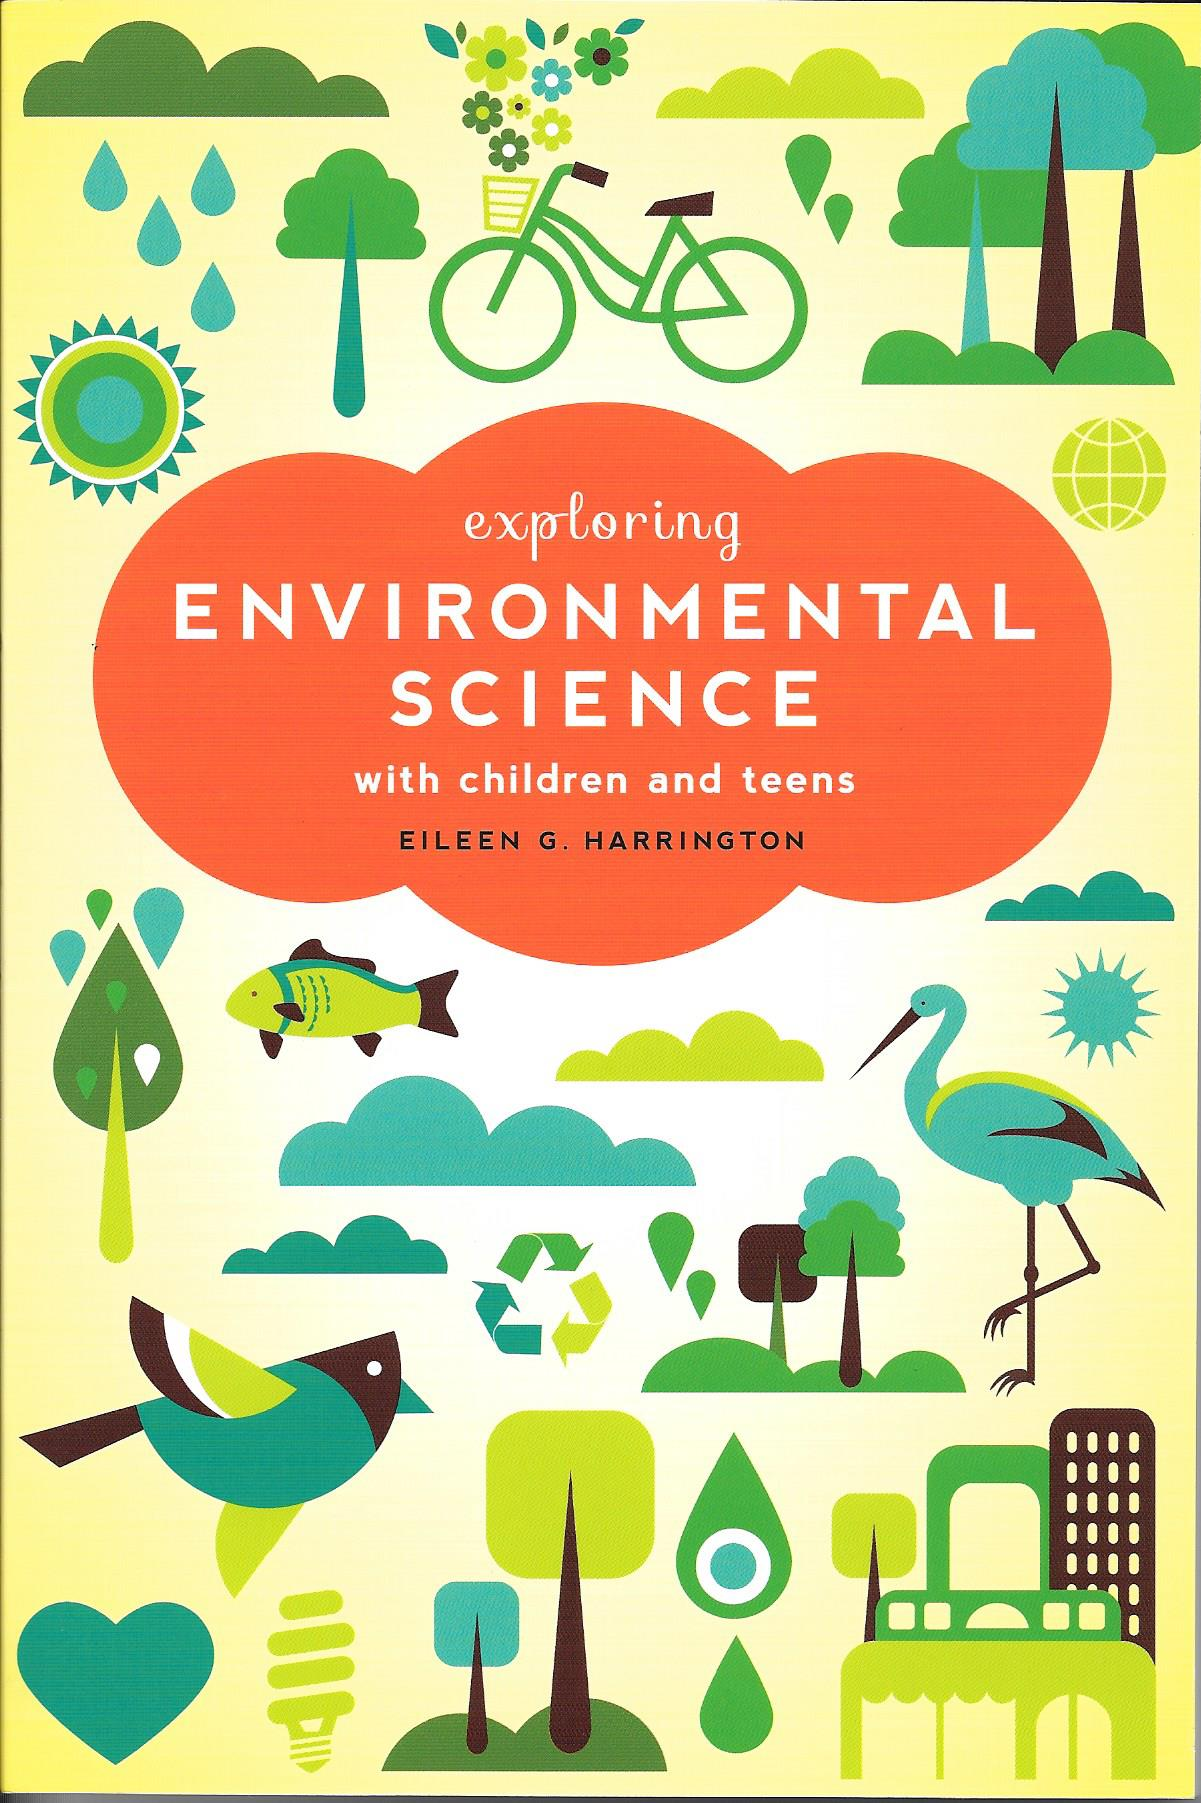 exploring
ENVIRONMENTAL
SCIENCE
with children and teens
EILEEN G. HARRINGTON